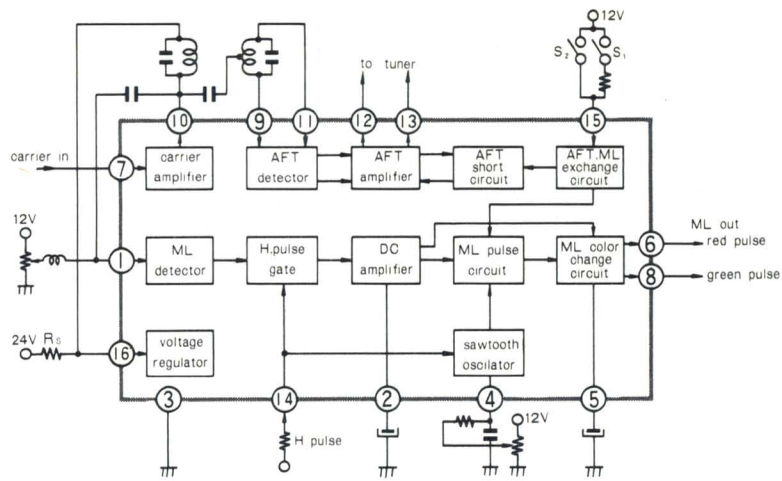 12V
S₂
S₁
to tuner
10
9
11
12
13
15
carrier in
7
carrier
amplifier
AFT
detector
AFT
amplifier
AFT
short
circuit
AFT.ML
exchange
circuit
12V
1
ML
detector
H.pulse
gate
DC
amplifier
ML pulse
circuit
ML color
change
circuit
6
8
ML out
red pulse
green pulse
24V Rs
16
voltage
regulator
sawtooth
oscilator
3
14
2
4
5
H pulse
12V